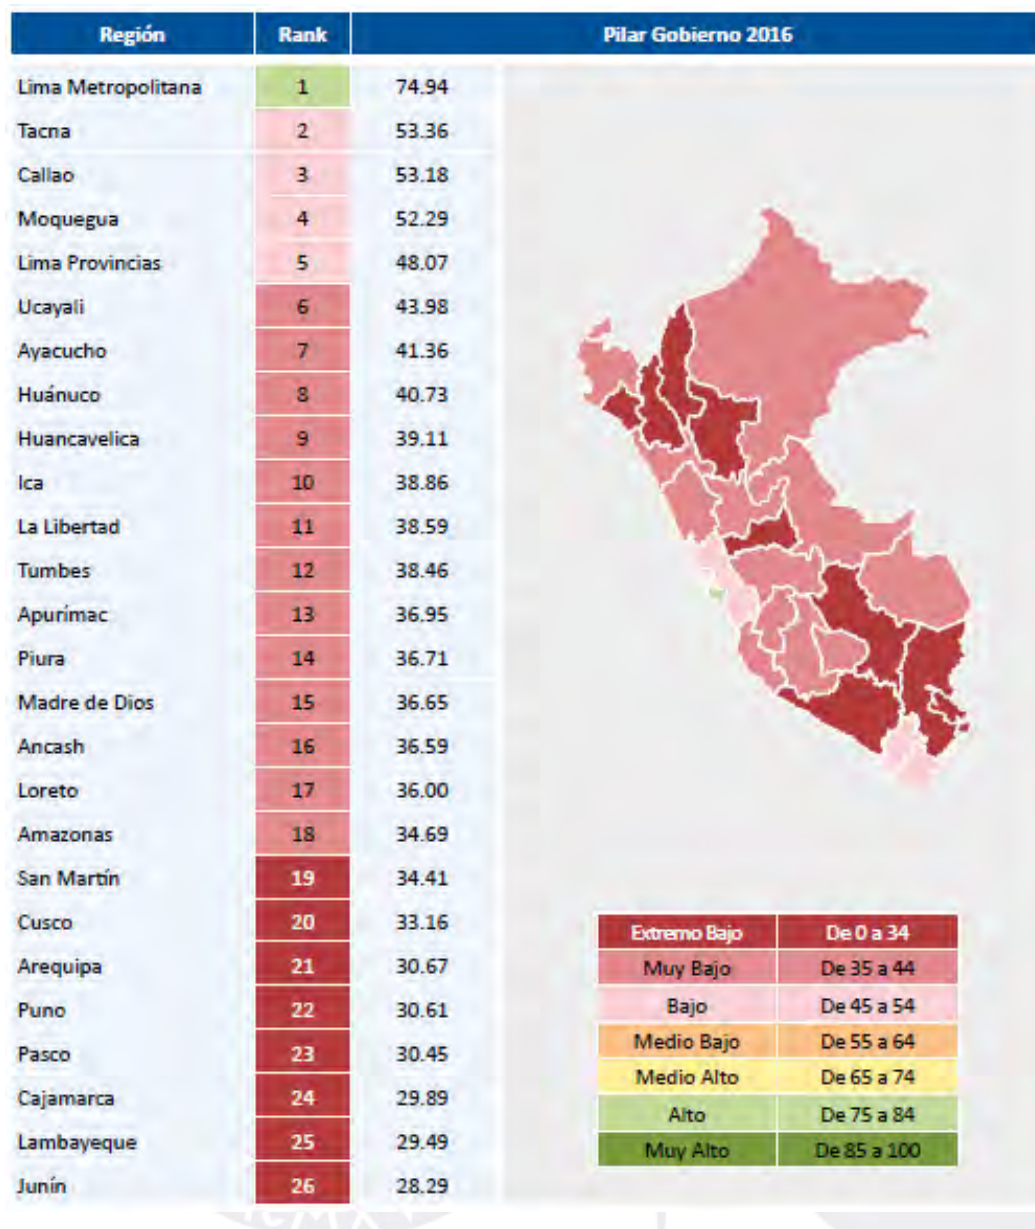 Región Rank Pilar Gobierno 2016
Lima Metropolitana 1 74.94
Tacna 2 53.36
Callao 3 53.18
Moquegua 4 52.29
Lima Provincias 5 48.07
Ucayali 6 43.98
Ayacucho 7 41.36
Huánuco 8 40.73
Huancavelica 9 39.11
Ica 10 38.86
La Libertad 11 38.59
Tumbes 12 38.46
Apurímac 13 36.95
Piura 14 36.71
Madre de Dios 15 36.65
Ancash 16 36.59
Loreto 17 36.00
Amazonas 18 34.69
San Martín 19 34.41
Cusco 20 33.16
Arequipa 21 30.67
Puno 22 30.61
Pasco 23 30.45
Cajamarca 24 29.89
Lambayeque 25 29.49
Junín 26 28.29
Extremo Bajo De 0 a 34
Muy Bajo De 35 a 44
Bajo De 45 a 54
Medio Bajo De 55 a 64
Medio Alto De 65 a 74
Alto De 75 a 84
Muy Alto De 85 a 100